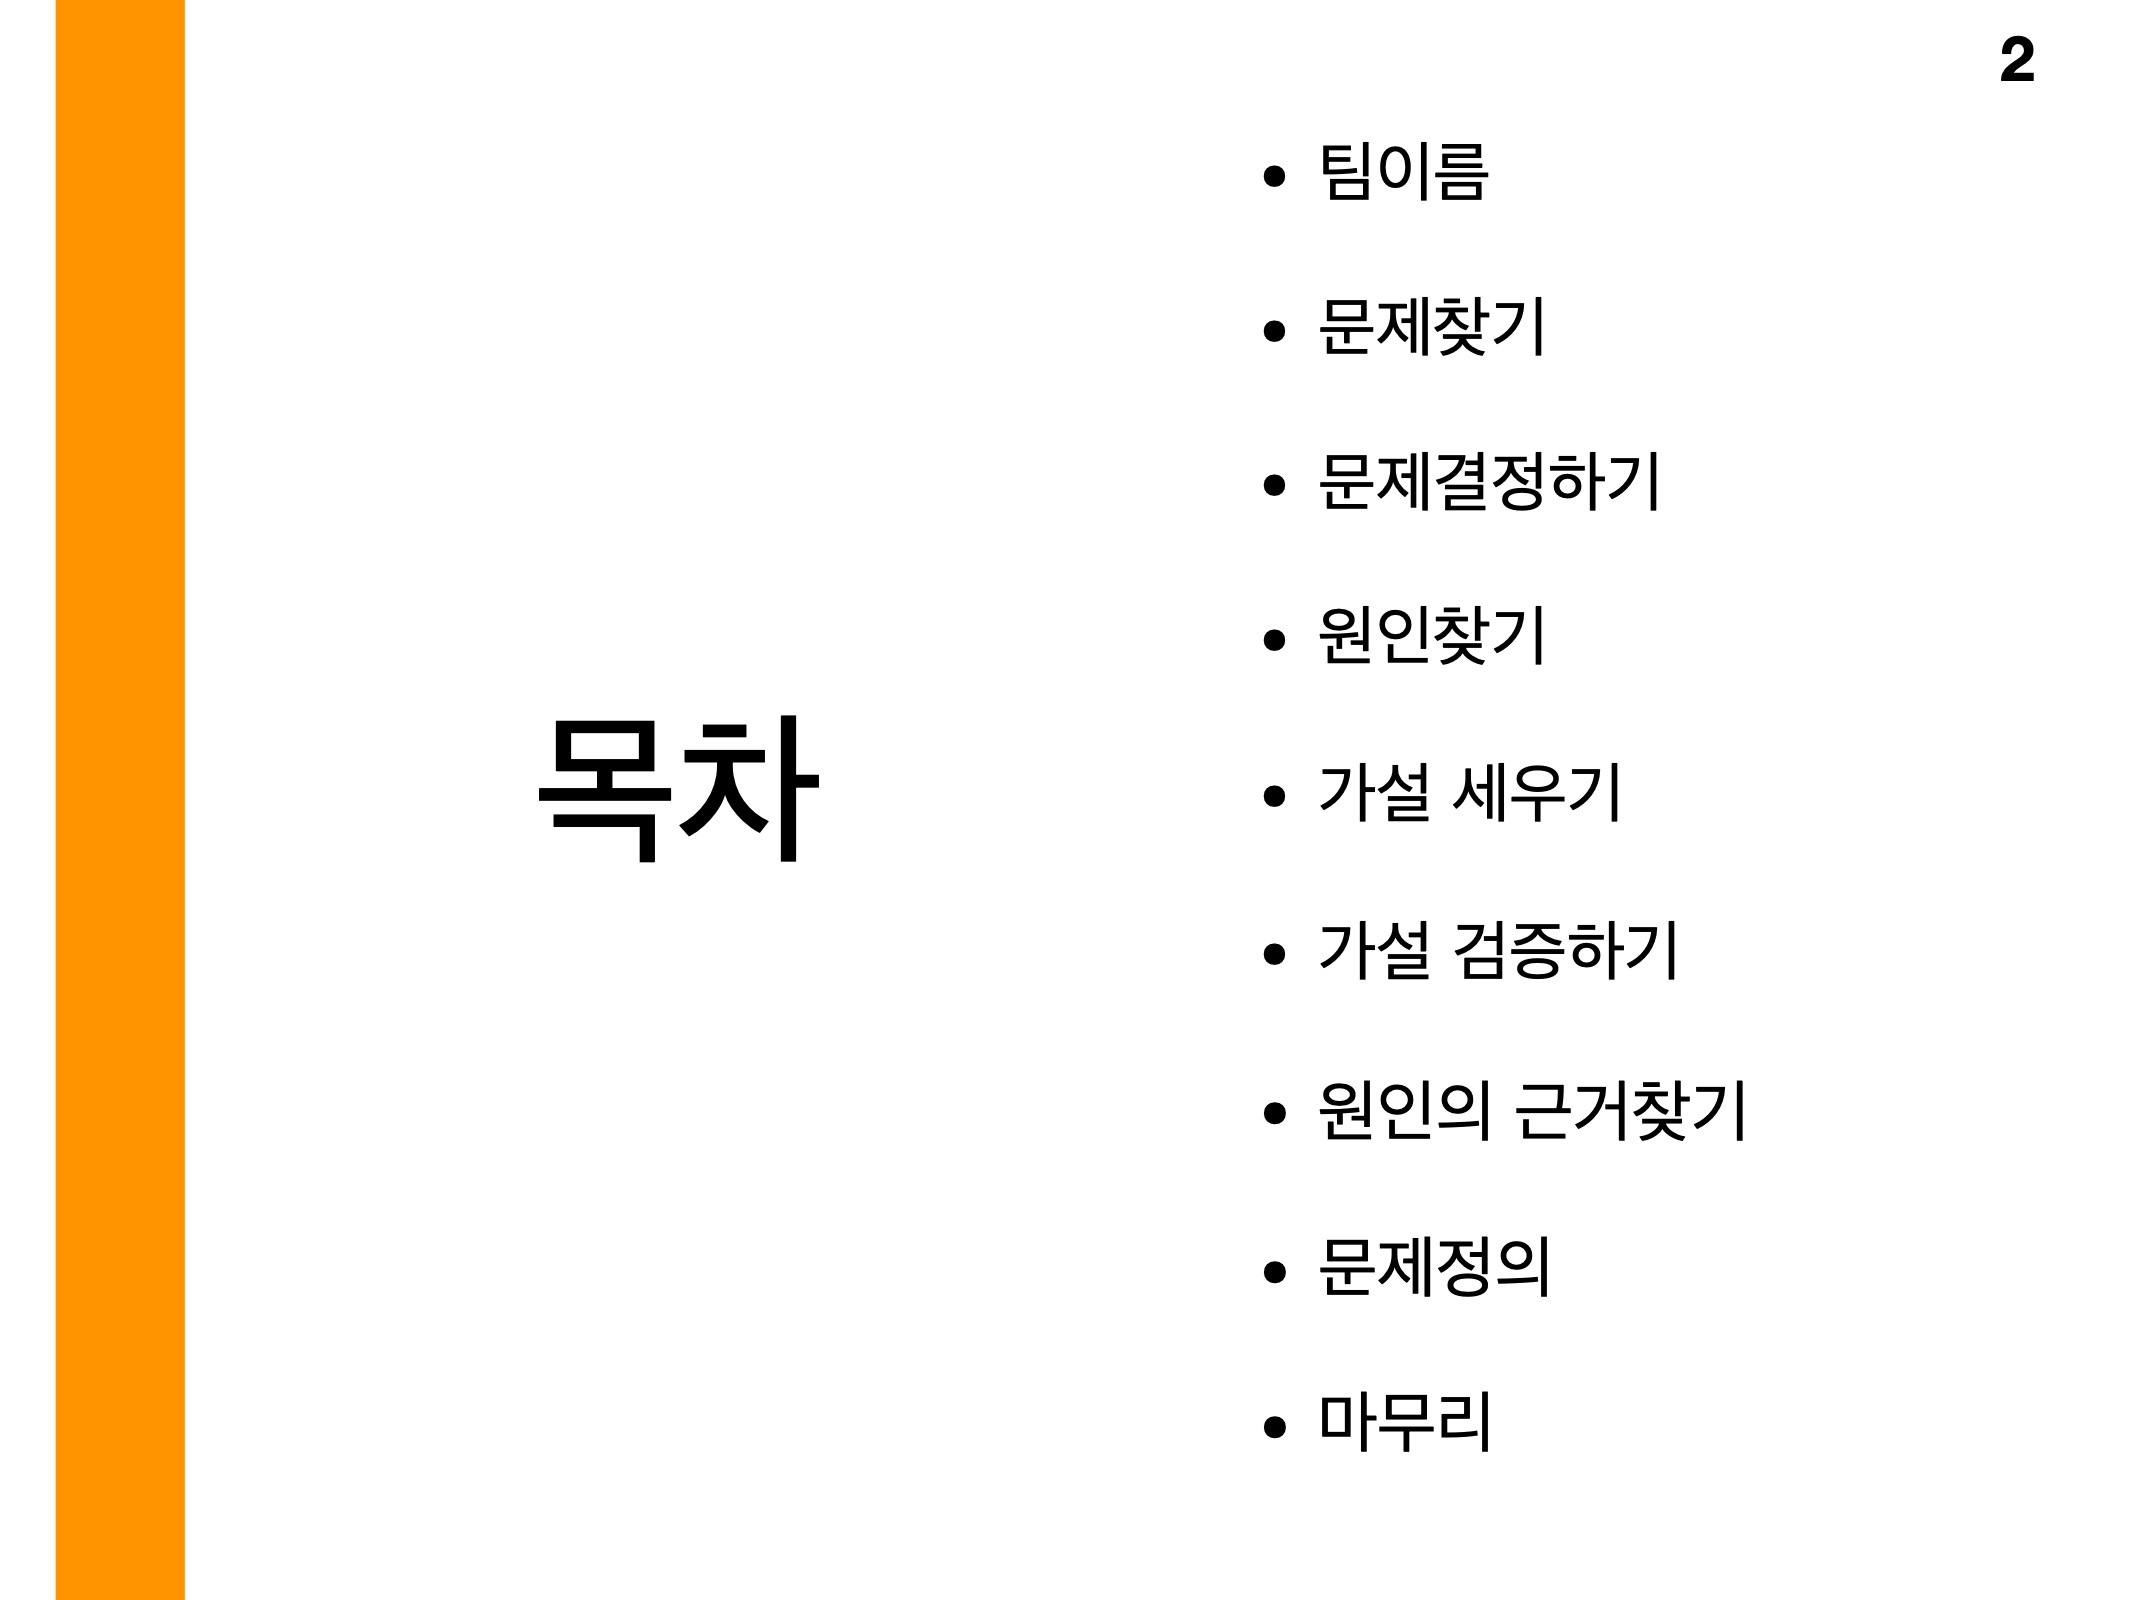 2
목차
• 팀이름
• 문제찾기
• 문제결정하기
• 원인찾기
• 가설 세우기
• 가설 검증하기
• 원인의 근거찾기
• 문제정의
• 마무리